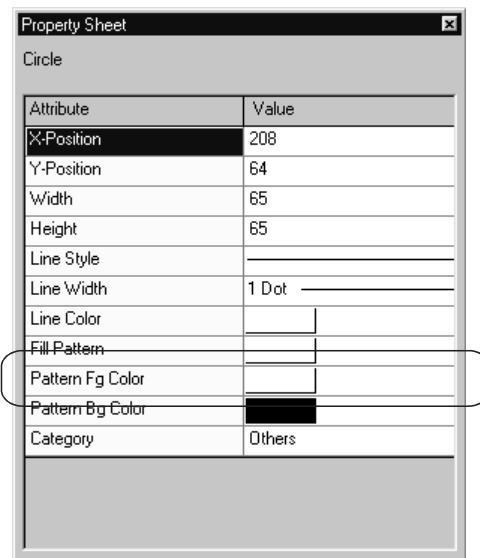 Property Sheet
Circle
Attribute Value
X-Position 208
Y-Position 64
Width 65
Height 65
Line Style
Line Width 1 Dot
Line Color
Fill Pattern
Pattern Fg Color
Pattern Bg Color
Category Others